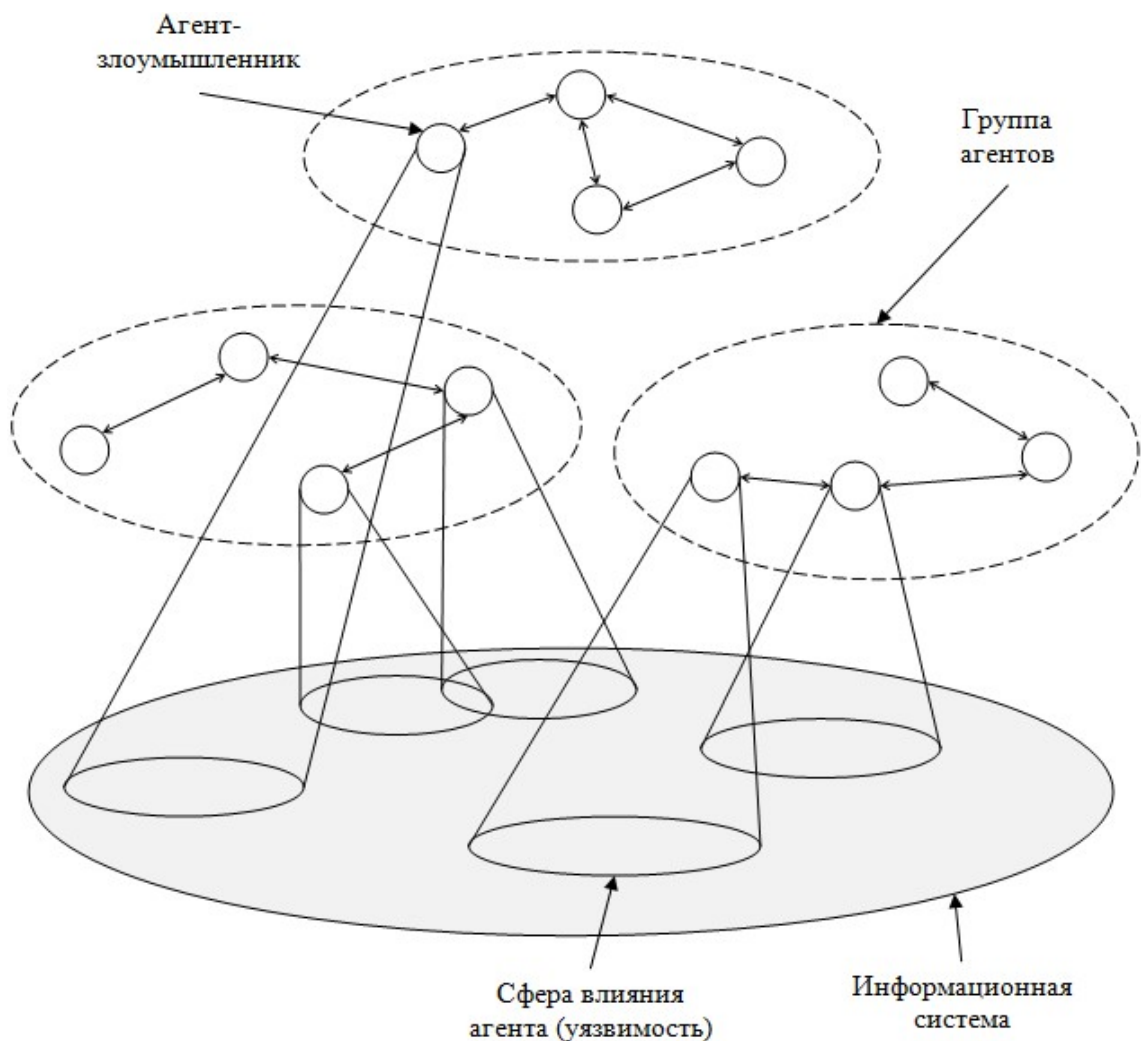 Агент-
злоумышленник
Группа
агентов
Сфера влияния
агента (уязвимость)
Информационная
система